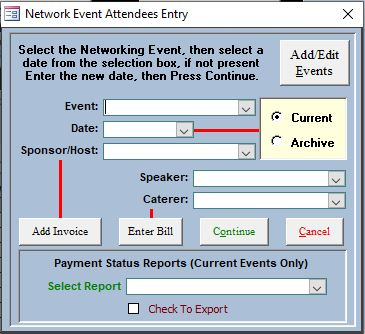 Network Event Attendees Entry
Select the Networking Event, then select a
date from the selection box, if not present
Enter the new date, then Press Continue.
Add/Edit
Events
Event:
Date:
Sponsor/Host:
Current
Archive
Speaker:
Caterer:
Add Invoice
Enter Bill
Continue
Cancel
Payment Status Reports (Current Events Only)
Select Report
Check To Export